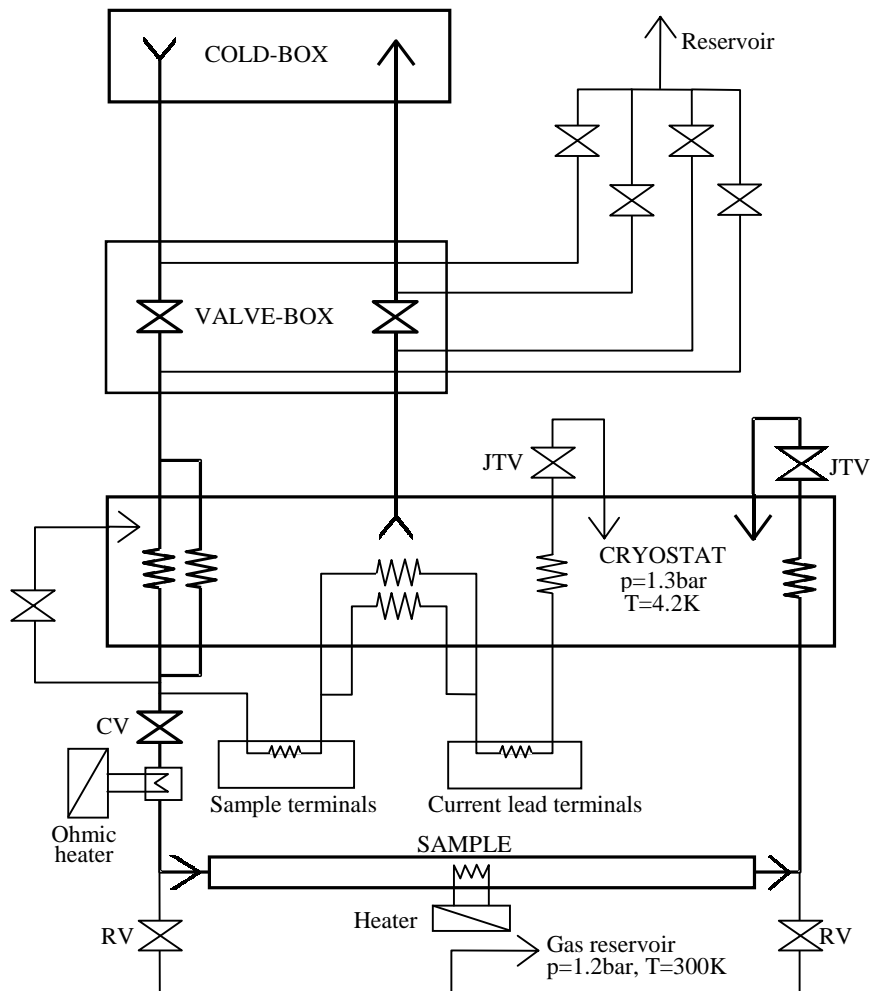 COLD-BOX
Reservoir
VALVE-BOX
JTV
JTV
CRYOSTAT
p=1.3bar
T=4.2K
CV
Sample terminals
Current lead terminals
Ohmic
heater
SAMPLE
Heater
RV
Gas reservoir
p=1.2bar, T=300K
RV